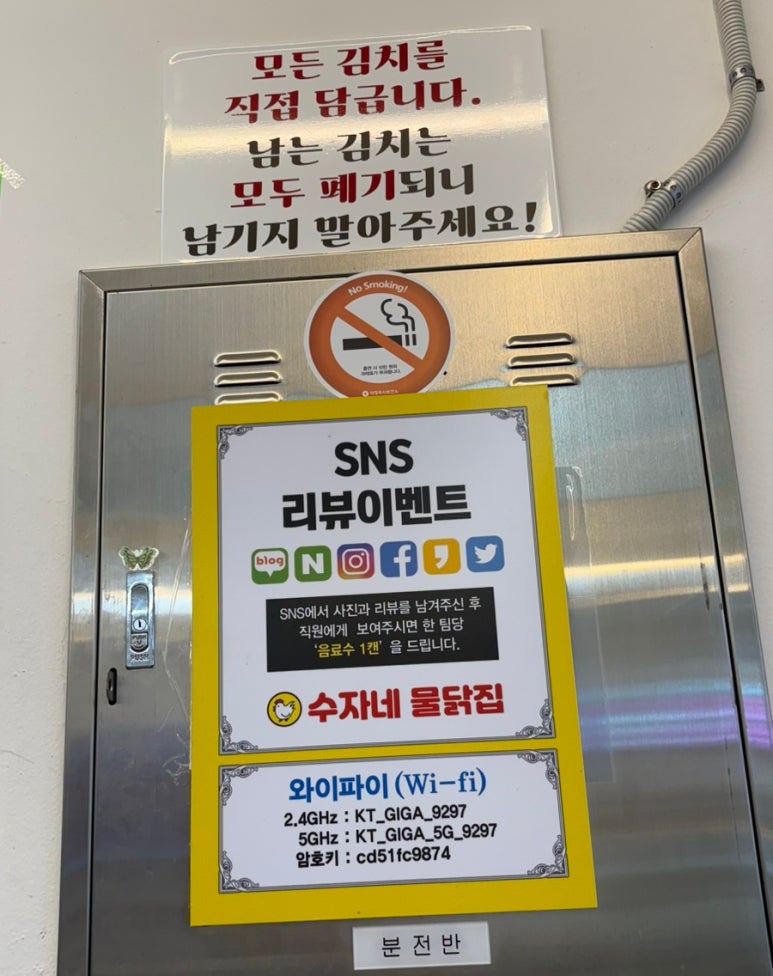 모든 김치를
직접 담급니다.
남는 김치는
모두 폐기되니
남기지 말아주세요!
No Smoking!
SNS
리뷰이벤트
blog
N
SNS에서 사진과 리뷰를 남겨주신 후
직원에게 보여주시면 한 팀당
'음료수 1캔' 을 드립니다.
수자네 물닭집
와이파이 (Wi-fi)
2.4GHz : KT_GIGA_9297
5GHz : KT_GIGA_5G_9297
암호키 : cd51fc9874
분전반